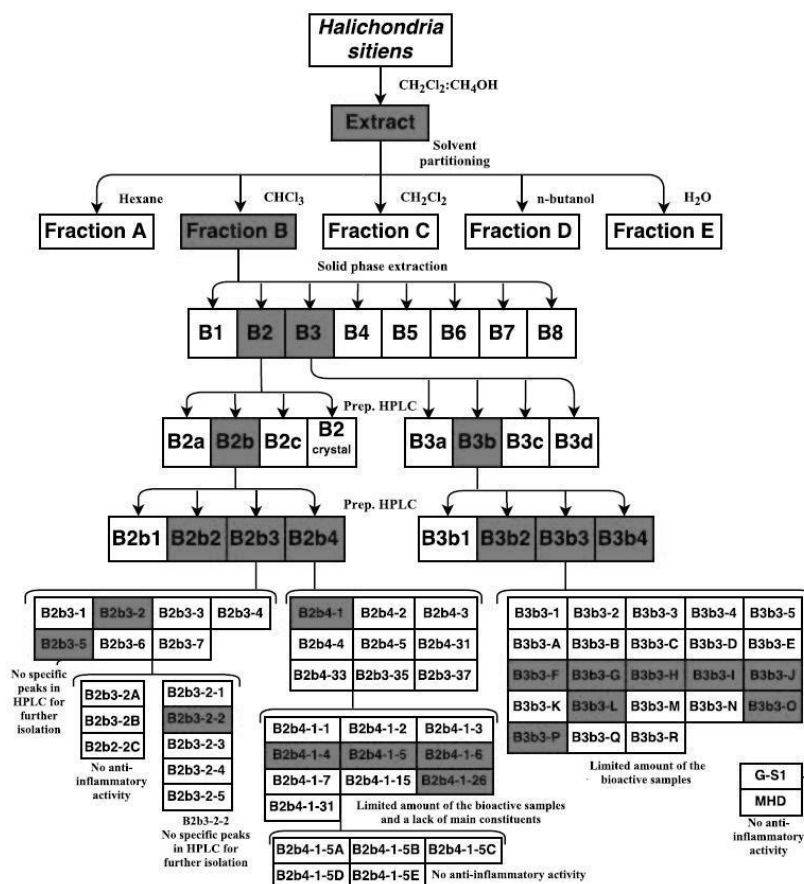 Halichondria
sitiens
CH2Cl2:CH4OH
Extract
Solvent
partitioning
Hexane
CHCl3
CH2Cl2
n-butanol
H2O
Fraction A
Fraction B
Fraction C
Fraction D
Fraction E
Solid phase extraction
B1 B2 B3 B4 B5 B6 B7 B8
Prep. HPLC
B2a B2b B2c B2
crystal
B3a B3b B3c B3d
Prep. HPLC
B2b1 B2b2 B2b3 B2b4
B3b1 B3b2 B3b3 B3b4
B2b3-1 B2b3-2 B2b3-3 B2b3-4
B2b3-5 B2b3-6 B2b3-7
No specific
peaks in
HPLC for
further
isolation
B2b3-2A
B2b3-2B
B2b2-2C
No anti-
inflammatory
activity
B2b3-2-1
B2b3-2-2
B2b3-2-3
B2b3-2-4
B2b3-2-5
B2b3-2-2
No specific peaks
in HPLC for
further isolation
B2b4-1 B2b4-2 B2b4-3
B2b4-4 B2b4-5 B2b4-31
B2b4-33 B2b3-35 B2b3-37
B2b4-1-1 B2b4-1-2 B2b4-1-3
B2b4-1-4 B2b4-1-5 B2b4-1-6
B2b4-1-7 B2b4-1-15 B2b4-1-26
B2b4-1-31
Limited amount of the bioactive samples
and a lack of main constituents
B2b4-1-5A B2b4-1-5B B2b4-1-5C
B2b4-1-5D B2b4-1-5E
No anti-inflammatory activity
B3b3-1 B3b3-2 B3b3-3 B3b3-4 B3b3-5
B3b3-A B3b3-B B3b3-C B3b3-D B3b3-E
B3b3-F B3b3-G B3b3-H B3b3-I B3b3-J
B3b3-K B3b3-L B3b3-M B3b3-N B3b3-O
B3b3-P B3b3-Q B3b3-R
Limited amount of the
bioactive samples
G-S1
MHD
No anti-
inflammatory
activity